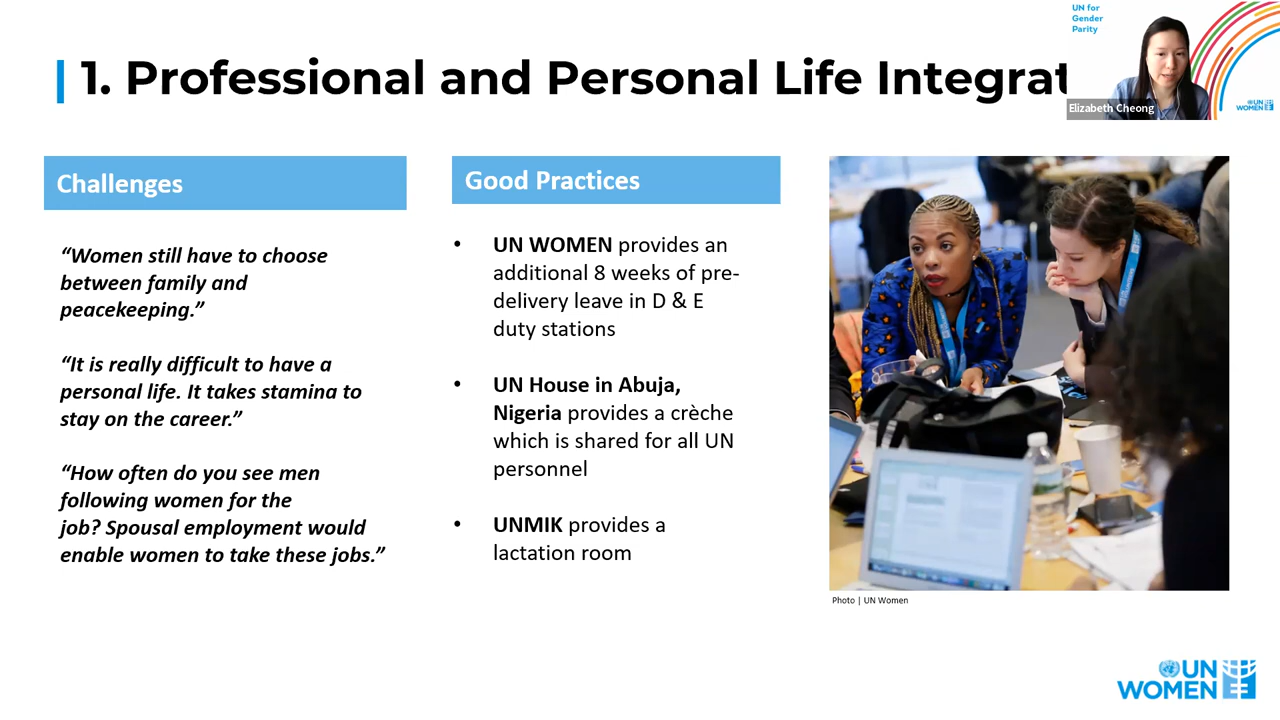 UN for
Gender
Parity
1. Professional and Personal Life Integrat
Elizabeth Cheong
UN
WOMEN
Challenges
Good Practices
“Women still have to choose
between family and
peacekeeping.”
“It is really difficult to have a
personal life. It takes stamina to
stay on the career.”
“How often do you see men
following women for the
job? Spousal employment would
enable women to take these jobs.”
• UN WOMEN provides an
additional 8 weeks of pre-
delivery leave in D & E
duty stations
• UN House in Abuja,
Nigeria provides a crèche
which is shared for all UN
personnel
• UNMIK provides a
lactation room
Photo | UN Women
UN
WOMEN